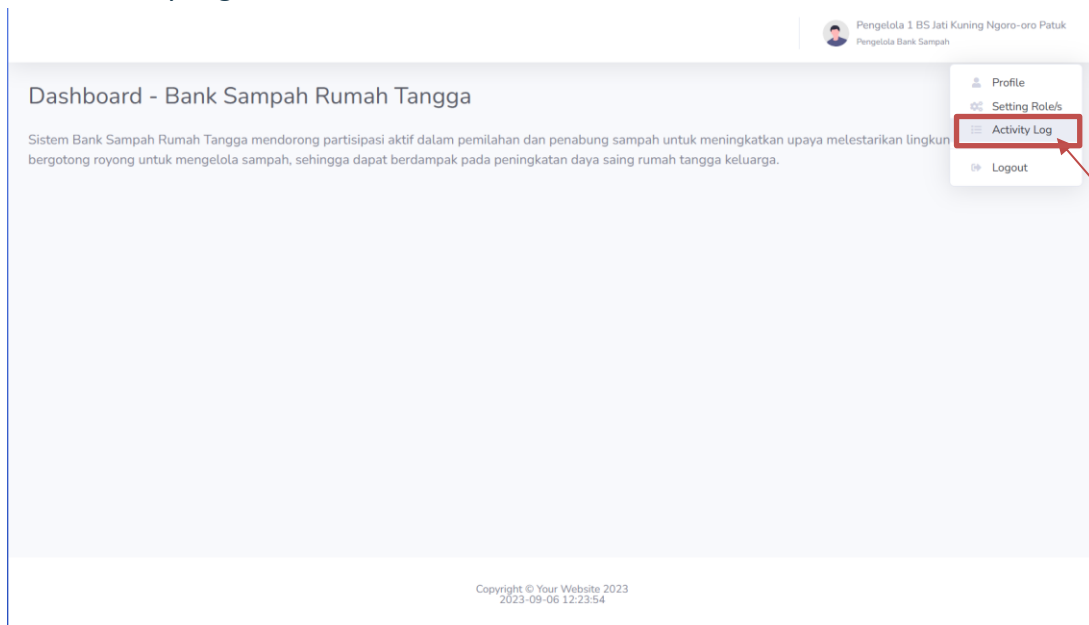 Pengelola 1 BS Jati Kuning Ngoro-oro Patuk
Pengelola Bank Sampah
Profile
Setting Role/s
Activity Log
Logout
Dashboard - Bank Sampah Rumah Tangga
Sistem Bank Sampah Rumah Tangga mendorong partisipasi aktif dalam pemilahan dan penabung sampah untuk meningkatkan upaya melestarikan lingkun
bergotong royong untuk mengelola sampah, sehingga dapat berdampak pada peningkatan daya saing rumah tangga keluarga.
Copyright © Your Website 2023
2023-09-06 12:23:54